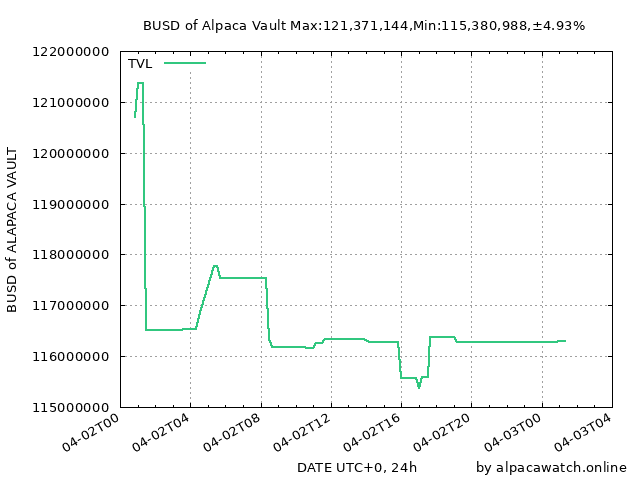 BUSD of Alpaca Vault Max:121,371,144,Min:115,380,988,±4.93%
TVL
122000000
121000000
120000000
119000000
118000000
117000000
116000000
115000000
BUSD of ALAPACA VAULT
04-02T00
04-02T04
04-02T08
04-02T12
04-02T16
04-02T20
04-03T00
04-03T04
DATE UTC+0, 24h
by alpacawatch.online